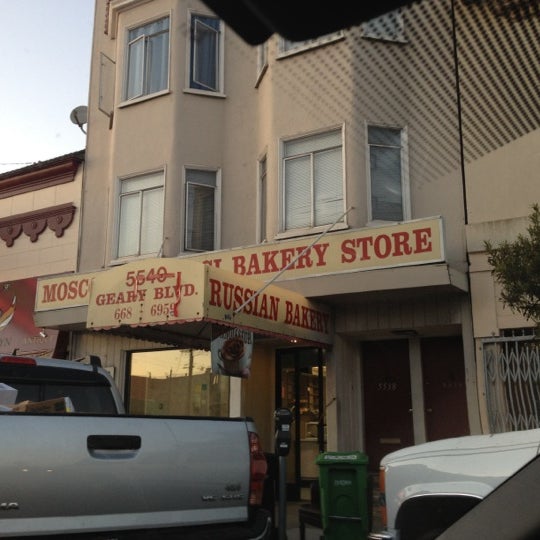 MOSC
I BAKERY STORE
5540
GEARY BLVD.
668 6959
RUSSIAN BAKERY
5538